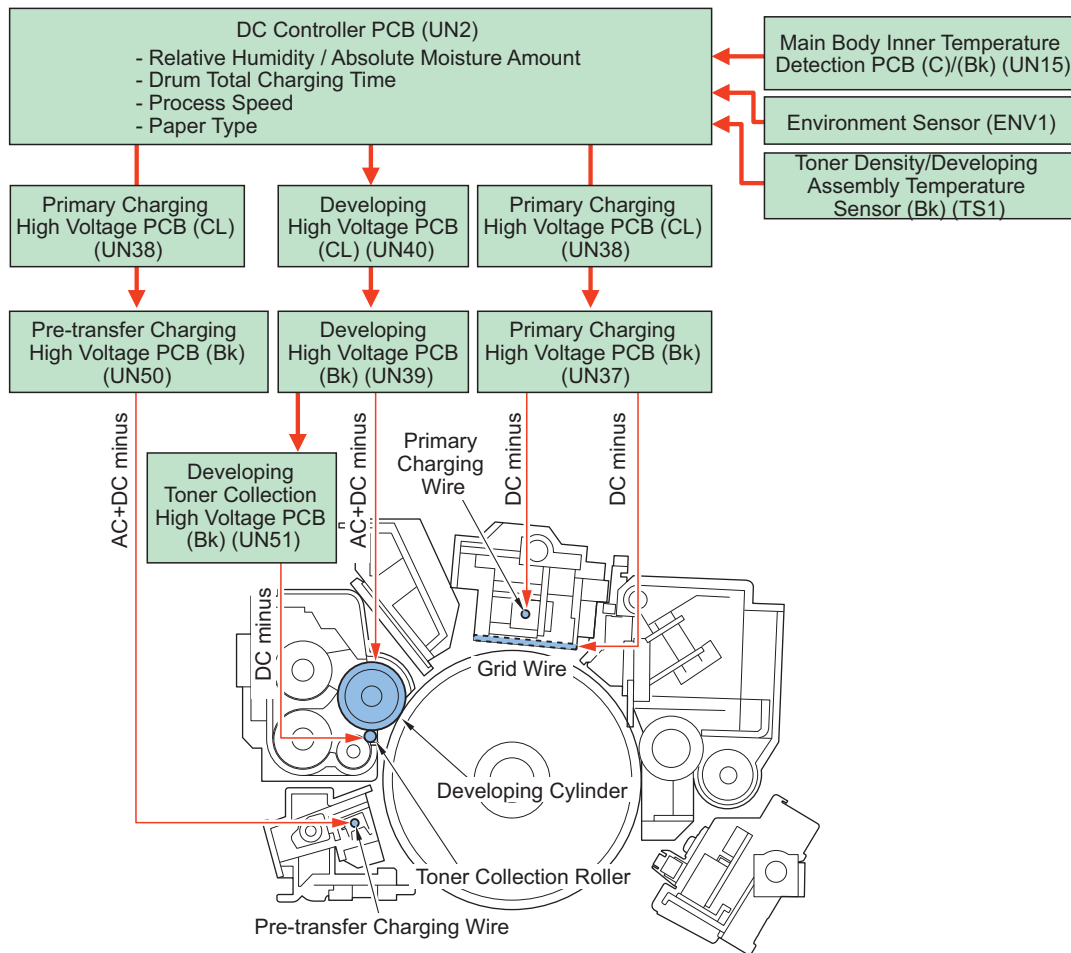 DC Controller PCB (UN2)
- Relative Humidity / Absolute Moisture Amount
- Drum Total Charging Time
- Process Speed
- Paper Type
Main Body Inner Temperature
Detection PCB (C)/(Bk) (UN15)
Environment Sensor (ENV1)
Toner Density/Developing
Assembly Temperature
Sensor (Bk) (TS1)
Primary Charging
High Voltage PCB (CL)
(UN38)
Developing
High Voltage PCB
(CL) (UN40)
Primary Charging
High Voltage PCB (CL)
(UN38)
Pre-transfer Charging
High Voltage PCB (Bk)
(UN50)
Developing
High Voltage PCB
(Bk) (UN39)
Primary Charging
High Voltage PCB (Bk)
(UN37)
AC+DC minus
Developing
Toner Collection
High Voltage PCB
(Bk) (UN51)
AC+DC minus
Primary
Charging
Wire
DC minus
DC minus
DC minus
Grid Wire
Developing Cylinder
Toner Collection Roller
Pre-transfer Charging Wire